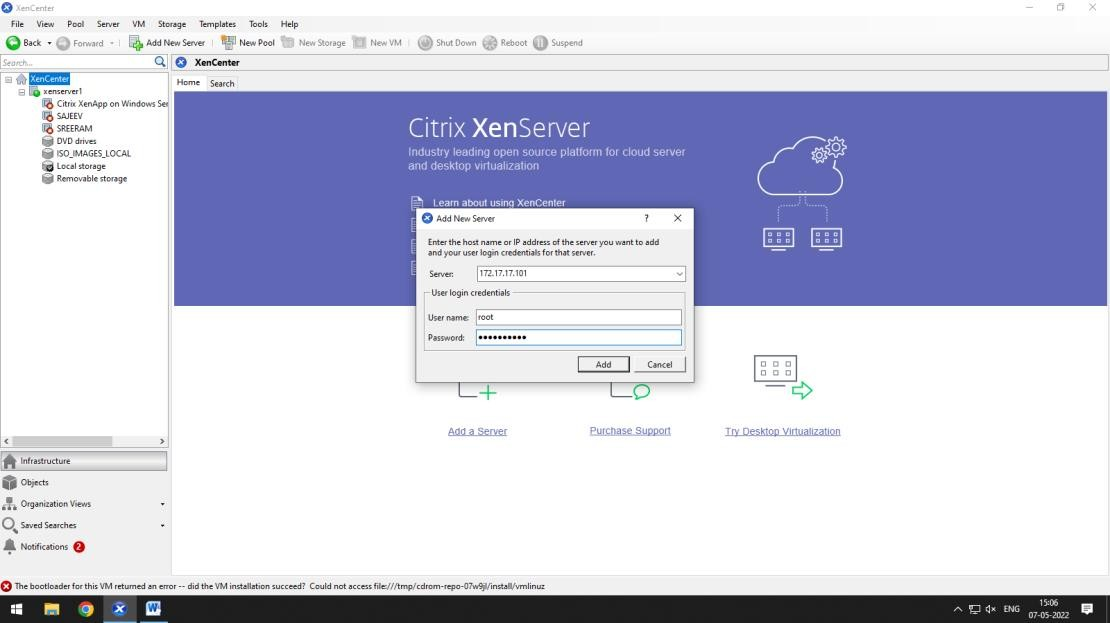 XenCenter
File View Pool Server VM Storage Templates Tools Help
Back Forward Add New Server New Pool New Storage New VM Shut Down Reboot Suspend
Search...
XenCenter
XenCenter
xenserver1
Citrix XenApp on Windows Ser
SAJEEV
SREERAM
DVD drives
ISO_IMAGES_LOCAL
Local storage
Removable storage
Home Search
Citrix XenServer
Industry leading open source platform for cloud server
and desktop virtualization
Learn about using XenCenter
Add New Server ?
Enter the host name or IP address of the server you want to add
and your user login credentials for that server.
Server: 172.17.17.101
User login credentials
User name: root
Password: ●●●●●●●●●●
Add Cancel
Add a Server Purchase Support Try Desktop Virtualization
Infrastructure
Objects
Organization Views
Saved Searches
Notifications 2
The bootloader for this VM returned an error -- did the VM installation succeed? Could not access file:///tmp/cdrom-repo-07w9jl/install/vmlinuz
ENG 15:06
07-05-2022